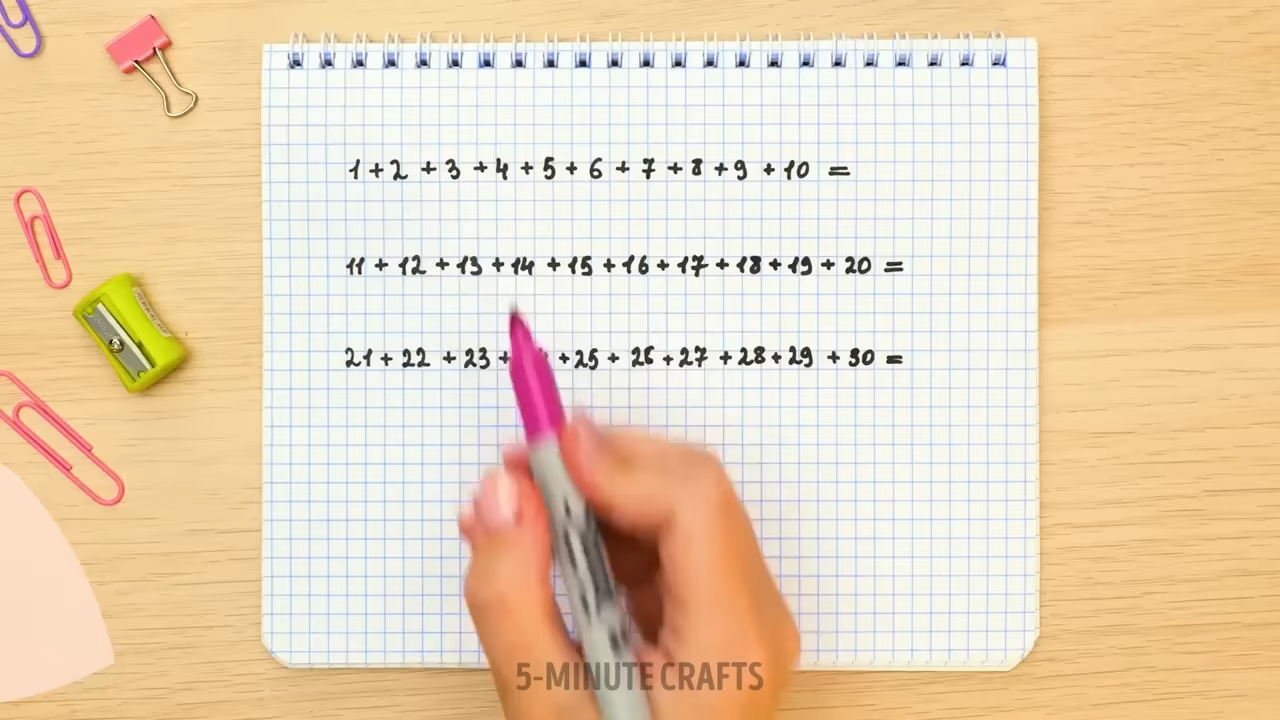 1 + 2 + 3 + 4 + 5 + 6 + 7 + 8 + 9 + 10 =
11 + 12 + 13 + 14 + 15 + 16 + 17 + 18 + 19 + 20 =
21 + 22 + 23 + + 25 + 26 + 27 + 28 + 29 + 30 =
5-MINUTE CRAFTS